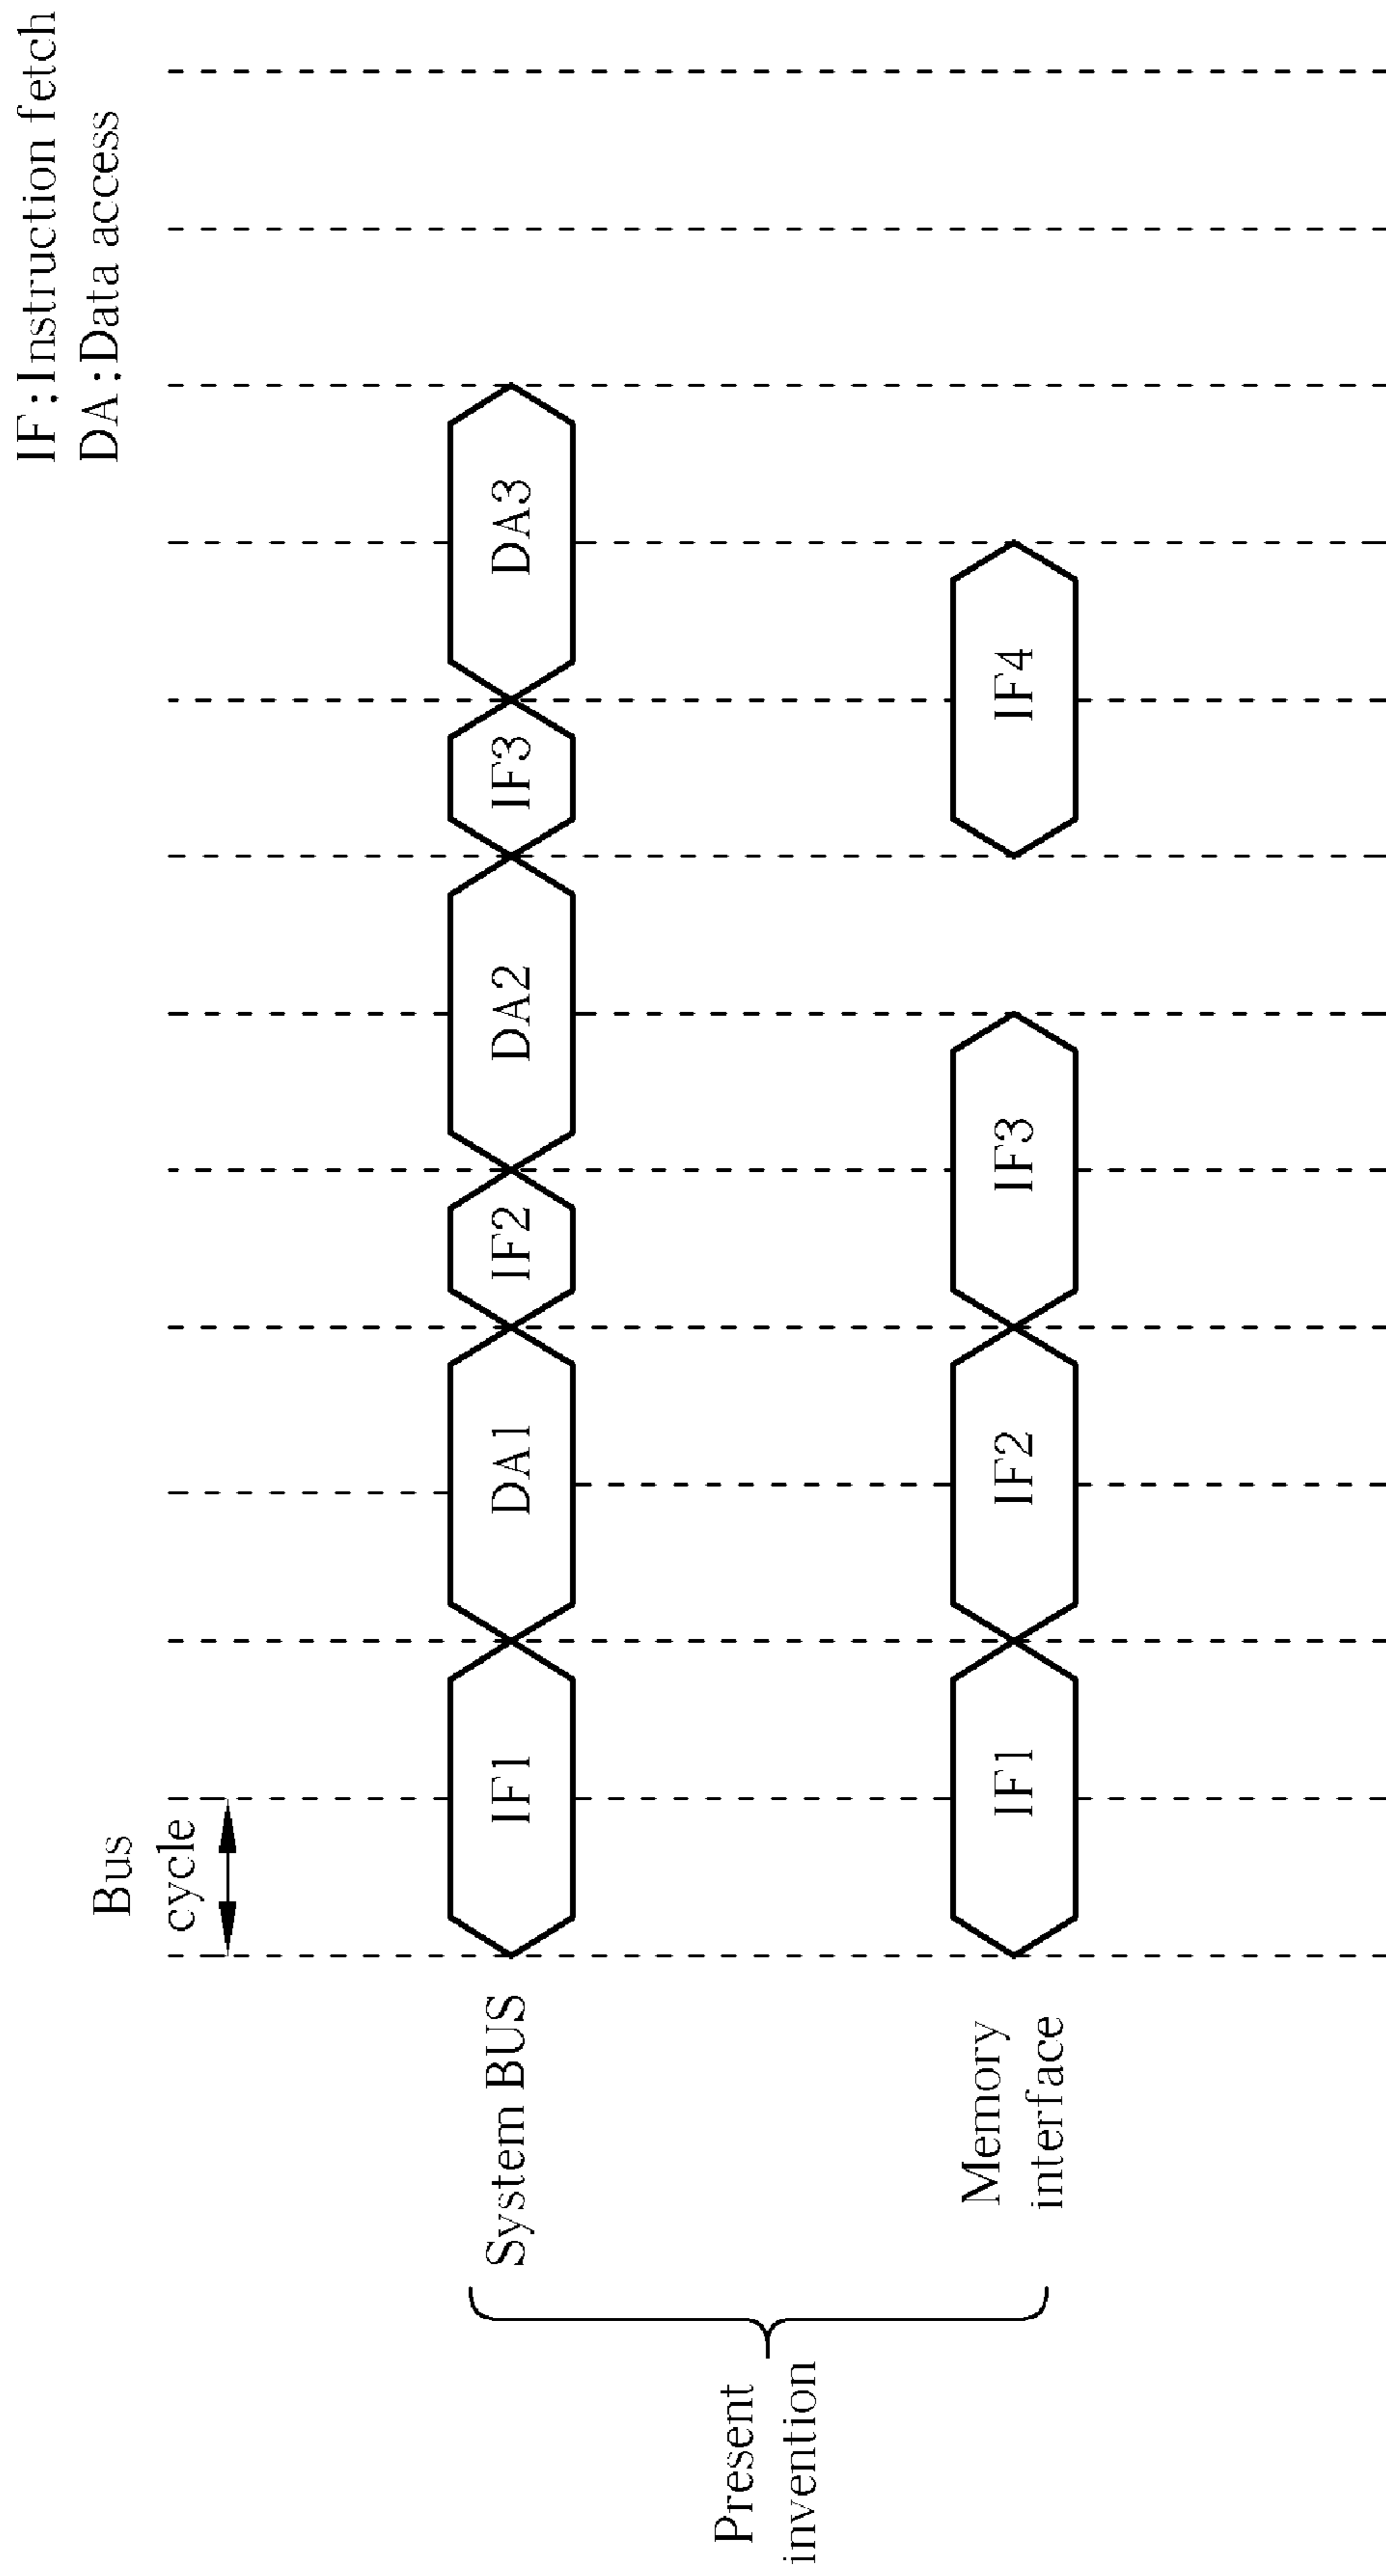 IF:Instruction fetch
DA:Data access
Bus
cycle
Present
invention
System BUS
IF1
DA1
IF2
DA2
IF3
DA3
Memory
interface
IF1
IF2
IF3
IF4